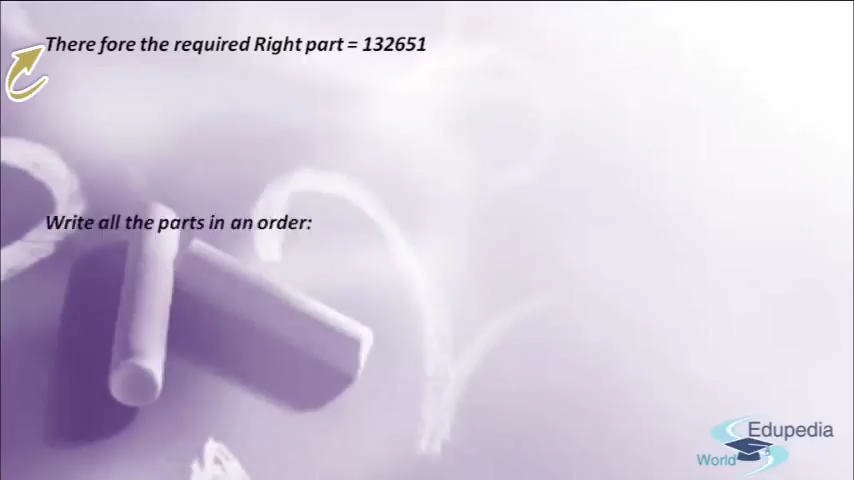 There fore the required Right part = 132651
Write all the parts in an order:
Edupedia
World